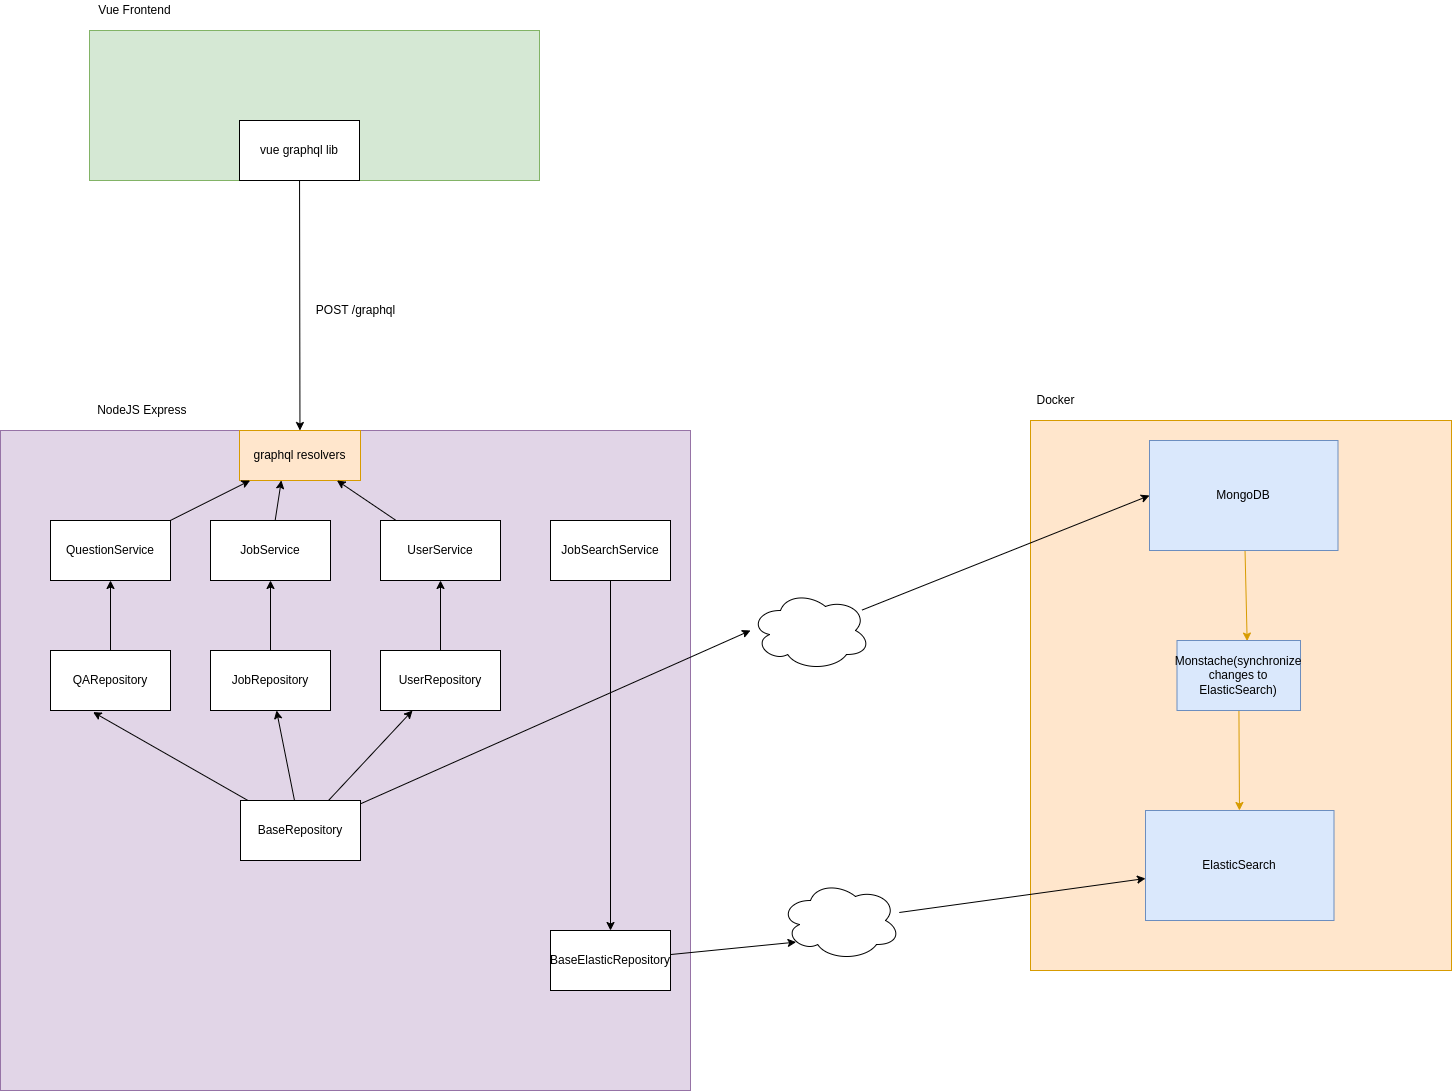 Vue Frontend
vue graphql lib
POST /graphql
NodeJS Express
Docker
graphql resolvers
MongoDB
QuestionService
JobService
UserService
JobSearchService
Monstache(synchronize
changes to
ElasticSearch)
QARepository
JobRepository
UserRepository
BaseRepository
ElasticSearch
BaseElasticRepository